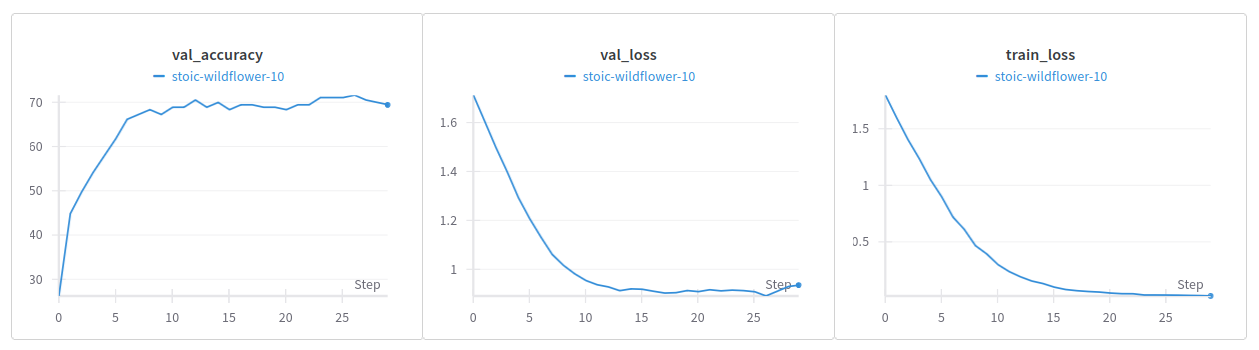 val_accuracy
stoic-wildflower-10
70
60
50
40
30
Step
0 5 10 15 20 25
val_loss
stoic-wildflower-10
1.6
1.4
1.2
1
Step
0 5 10 15 20 25
train_loss
stoic-wildflower-10
1.5
1
0.5
Step
0 5 10 15 20 25